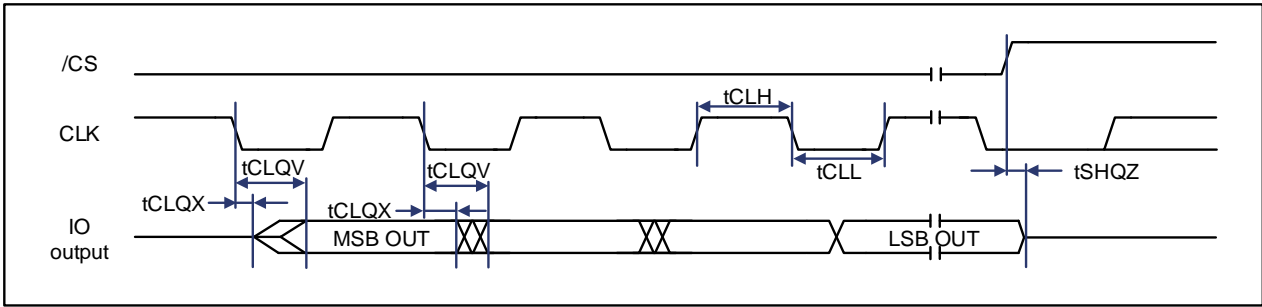 /CS
tCLH
CLK
tCLQV
tCLQV
tCLL
tSHQZ
tCLQX
tCLQX
IO
output
MSB OUT
LSB OUT